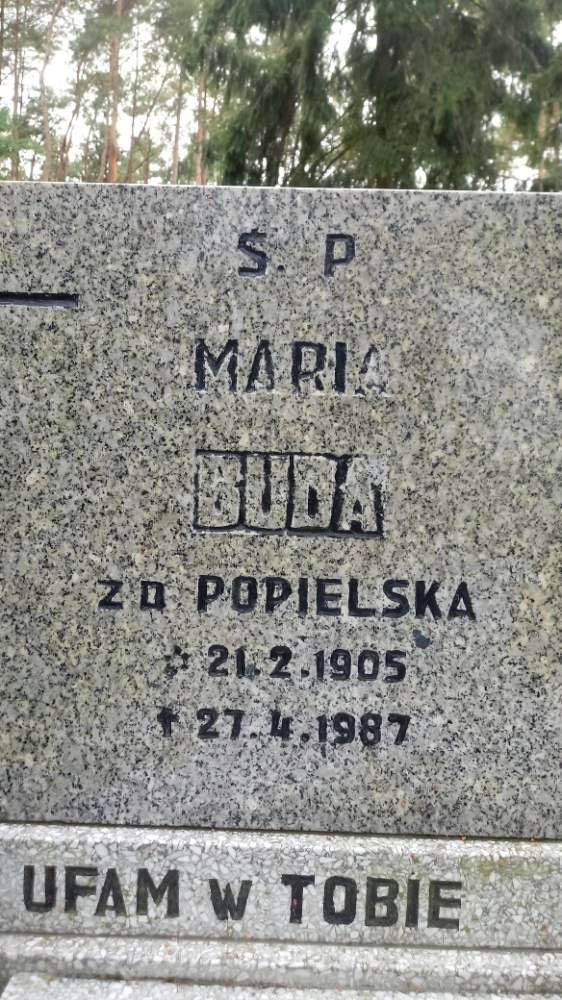 Ś. P
MARIA
BUDA
ZD POPIELSKA
21.2.1905
✝ 27.4.1987
UFAM W TOBIE